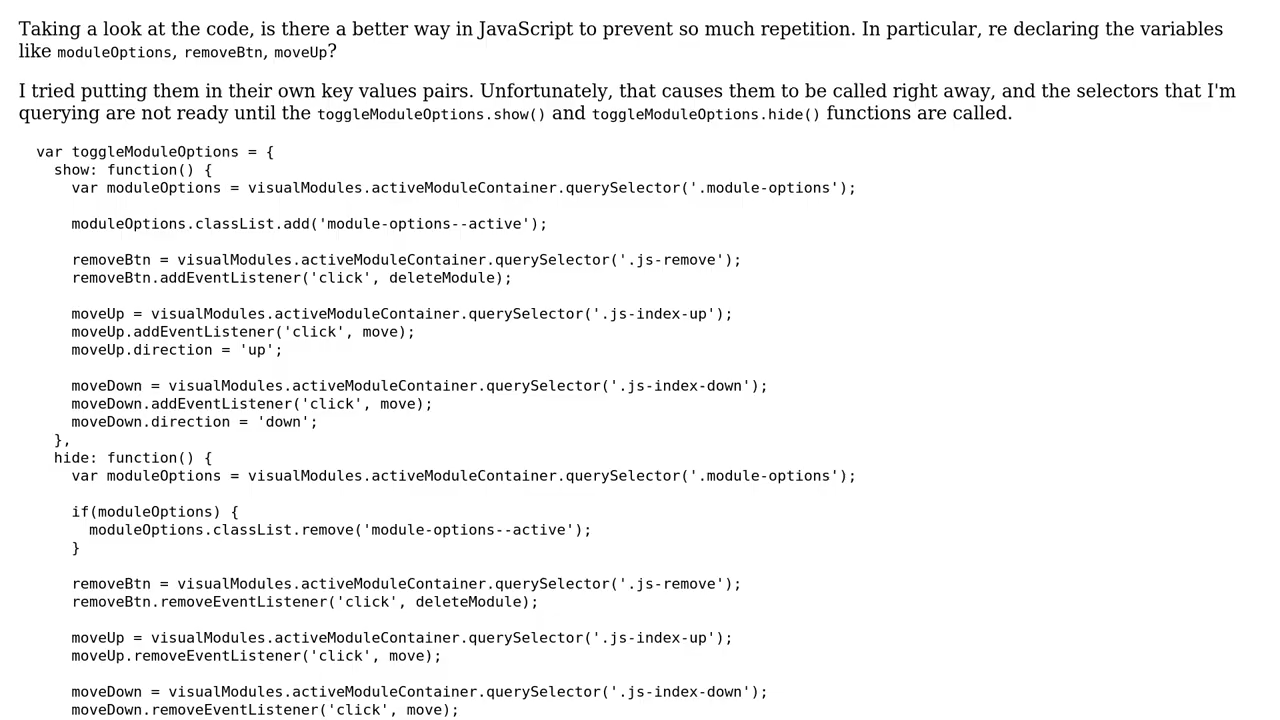 Taking a look at the code, is there a better way in JavaScript to prevent so much repetition. In particular, re declaring the variables
like moduleOptions, removeBtn, moveUp?
I tried putting them in their own key values pairs. Unfortunately, that causes them to be called right away, and the selectors that I'm
querying are not ready until the toggleModuleOptions.show() and toggleModuleOptions.hide() functions are called.
var toggleModuleOptions = {
show: function() {
var moduleOptions = visualModules.activeModuleContainer.querySelector('.module-options');
moduleOptions.classList.add('module-options--active');
removeBtn = visualModules.activeModuleContainer.querySelector('.js-remove');
removeBtn.addEventListener('click', deleteModule);
moveUp = visualModules.activeModuleContainer.querySelector('.js-index-up');
moveUp.addEventListener('click', move);
moveUp.direction = 'up';
moveDown = visualModules.activeModuleContainer.querySelector('.js-index-down');
moveDown.addEventListener('click', move);
moveDown.direction = 'down';
},
hide: function() {
var moduleOptions = visualModules.activeModuleContainer.querySelector('.module-options');
if(moduleOptions) {
moduleOptions.classList.remove('module-options--active');
}
removeBtn = visualModules.activeModuleContainer.querySelector('.js-remove');
removeBtn.removeEventListener('click', deleteModule);
moveUp = visualModules.activeModuleContainer.querySelector('.js-index-up');
moveUp.removeEventListener('click', move);
moveDown = visualModules.activeModuleContainer.querySelector('.js-index-down');
moveDown.removeEventListener('click', move);